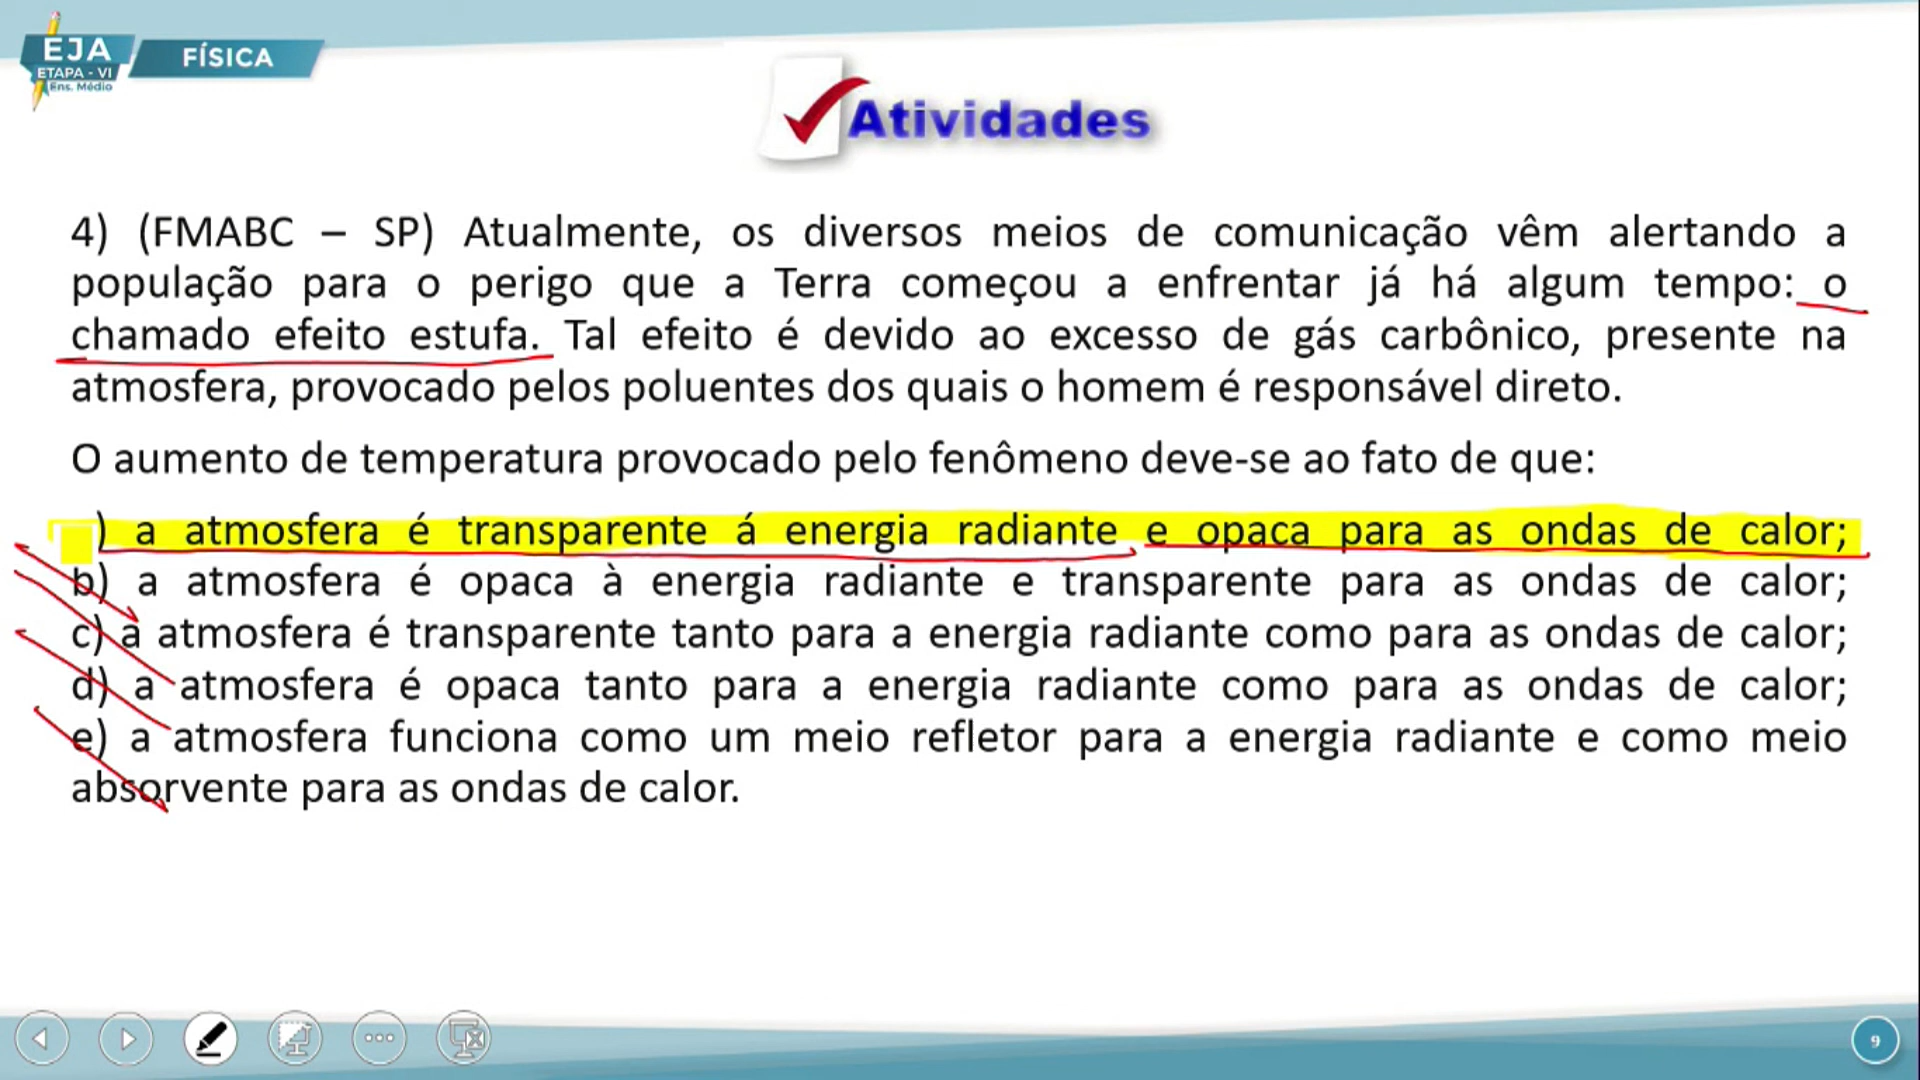 EJA
ETAPA - VI
Ens. Médio
FÍSICA
Atividades
4) (FMABC – SP) Atualmente, os diversos meios de comunicação vêm alertando a
população para o perigo que a Terra começou a enfrentar já há algum tempo: o
chamado efeito estufa. Tal efeito é devido ao excesso de gás carbônico, presente na
atmosfera, provocado pelos poluentes dos quais o homem é responsável direto.
O aumento de temperatura provocado pelo fenômeno deve-se ao fato de que:
) a atmosfera é transparente á energia radiante e opaca para as ondas de calor;
b) a atmosfera é opaca à energia radiante e transparente para as ondas de calor;
c) a atmosfera é transparente tanto para a energia radiante como para as ondas de calor;
d) a atmosfera é opaca tanto para a energia radiante como para as ondas de calor;
e) a atmosfera funciona como um meio refletor para a energia radiante e como meio
absorvente para as ondas de calor.
9